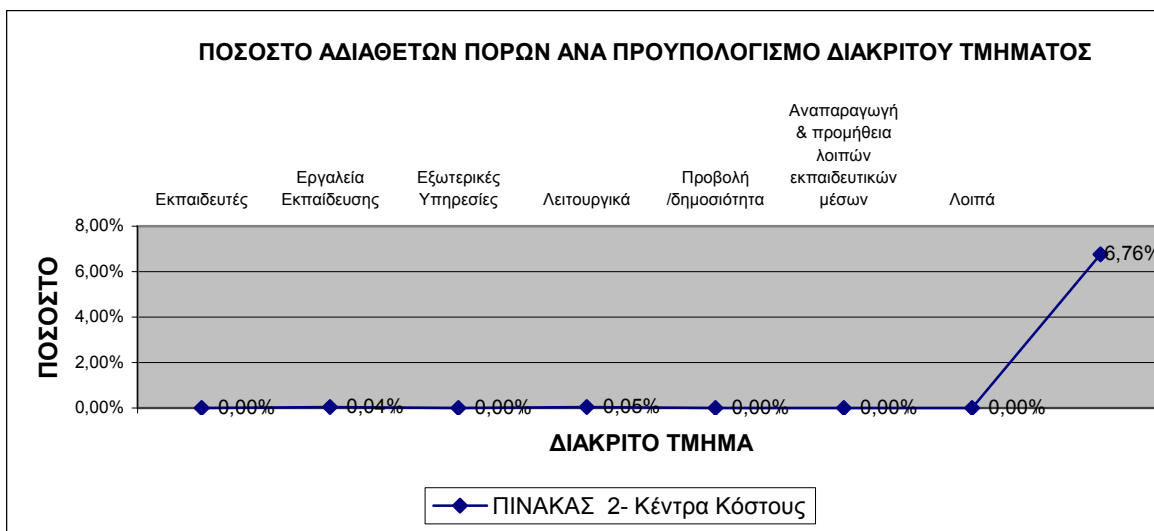 ΠΟΣΟΣΤΟ ΑΔΙΑΘΕΤΩΝ ΠΟΡΩΝ ΑΝΑ ΠΡΟΥΠΟΛΟΓΙΣΜΟ ΔΙΑΚΡΙΤΟΥ ΤΜΗΜΑΤΟΣ
Εκπαιδευτές
Εργαλεία
Εκπαίδευσης
Εξωτερικές
Υπηρεσίες
Λειτουργικά
Προβολή
/δημοσιότητα
Αναπαραγωγή
& προμήθεια
λοιπών
εκπαιδευτικών
μέσων
Λοιπά
ΠΟΣΟΣΤΟ
8,00%
6,00%
4,00%
2,00%
0,00%
0,00%
0,04%
0,00%
0,05%
0,00%
0,00%
0,00%
6,76%
ΔΙΑΚΡΙΤΟ ΤΜΗΜΑ
ΠΙΝΑΚΑΣ 2- Κέντρα Κόστους